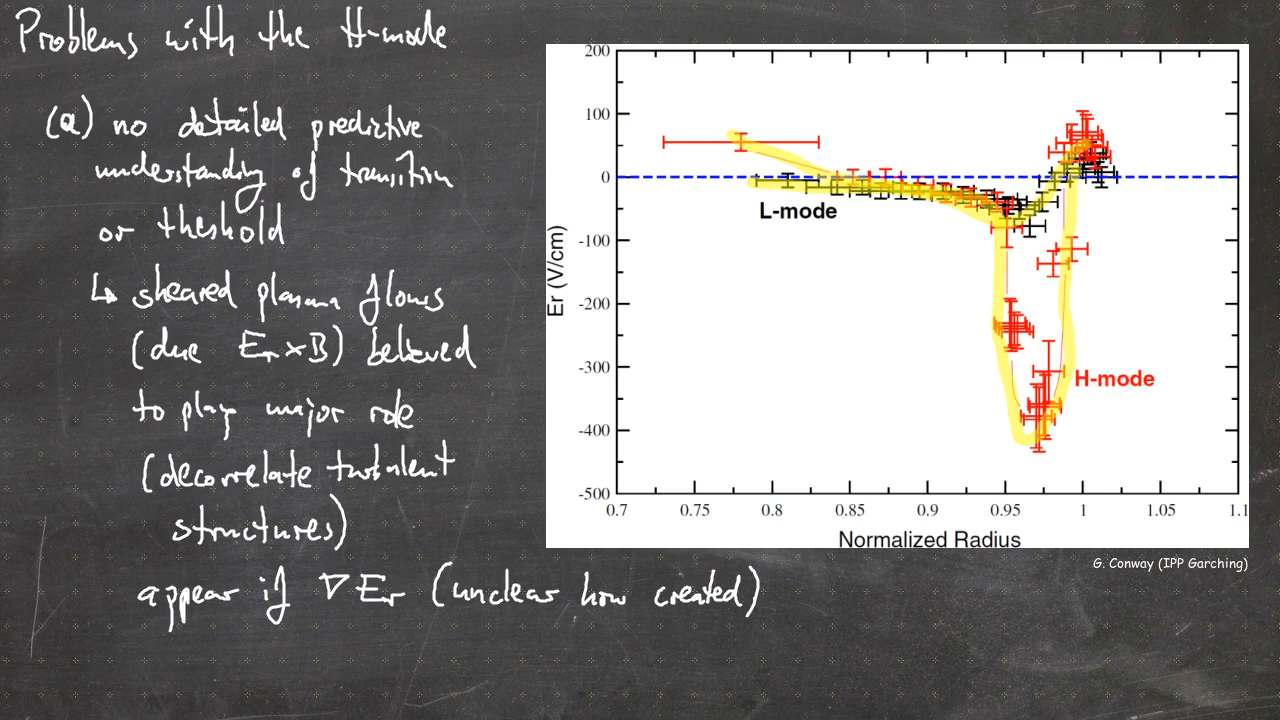 Problems with the H-mode
(a) no detailed predictive
understanding of transition
or theshold
↳ sheared plasma flows
(due Er×B) believed
to play major role
(decorrelate turbulent
structures)
appear if ∇Er (unclear how created)
200
100
0
-100
-200
-300
-400
-500
Er (V/cm)
L-mode
H-mode
0.7 0.75 0.8 0.85 0.9 0.95 1 1.05 1.1
Normalized Radius
G. Conway (IPP Garching)